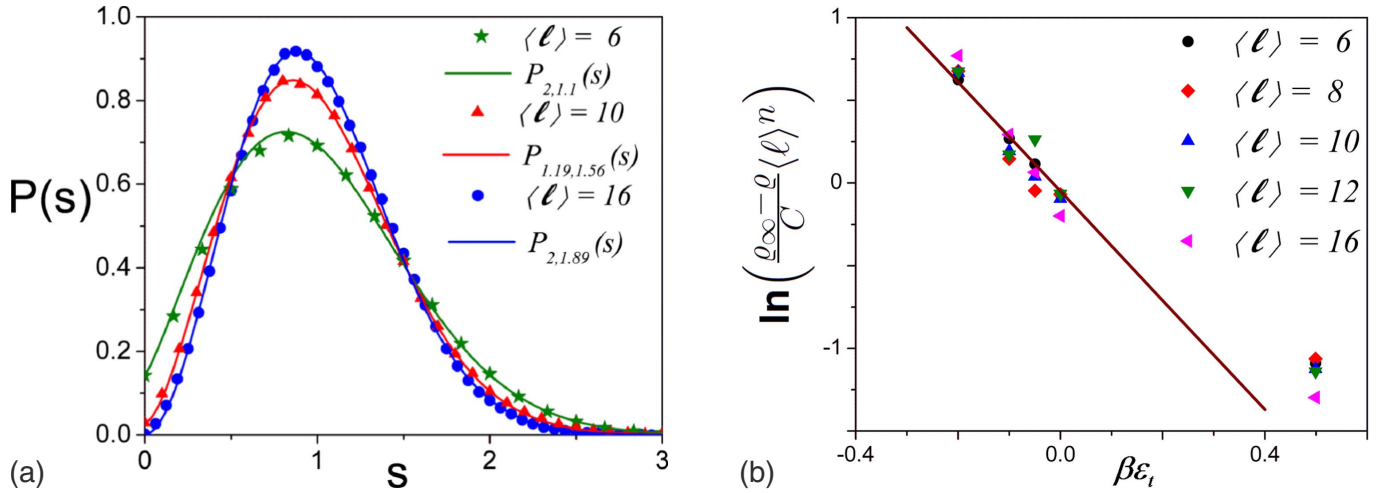 P(s)
1.0
0.8
0.6
0.4
0.2
0.0
0
1
2
3
s
⟨ℓ⟩ = 6
P2,1.1(s)
⟨ℓ⟩ = 10
P1.19,1.56(s)
⟨ℓ⟩ = 16
P2,1.89(s)
(a)
ln(ϱ∞ − ϱ / C ⟨ℓ⟩ⁿ)
1
0
-1
-0.4
0.0
0.4
βεt
⟨ℓ⟩ = 6
⟨ℓ⟩ = 8
⟨ℓ⟩ = 10
⟨ℓ⟩ = 12
⟨ℓ⟩ = 16
(b)